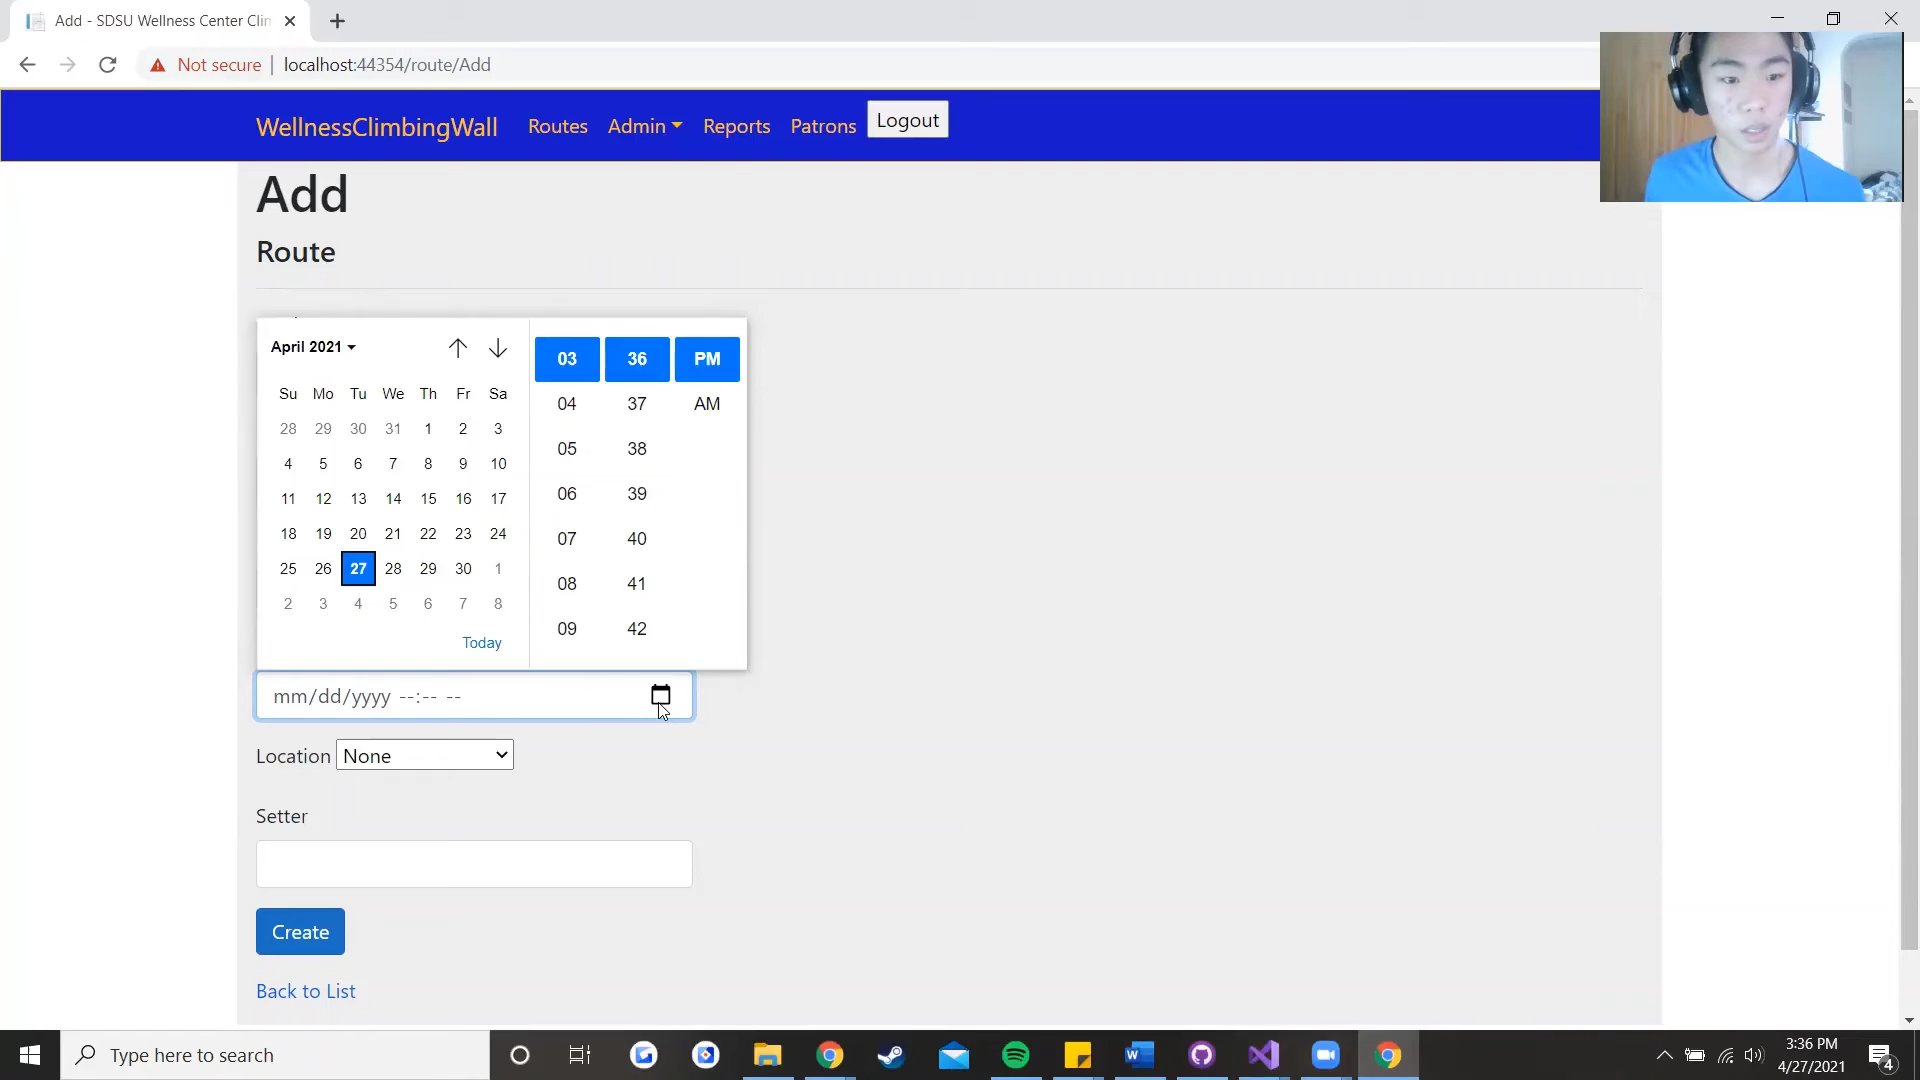 Add - SDSU Wellness Center Clim
Not secure | localhost:44354/route/Add
WellnessClimbingWall Routes Admin Reports Patrons Logout
Add
Route
April 2021
Su Mo Tu We Th Fr Sa
28 29 30 31 1 2 3
4 5 6 7 8 9 10
11 12 13 14 15 16 17
18 19 20 21 22 23 24
25 26 27 28 29 30 1
2 3 4 5 6 7 8
Today
03 36 PM
04 37 AM
05 38
06 39
07 40
08 41
09 42
mm/dd/yyyy --:-- --
Location None
Setter
Create
Back to List
Type here to search
3:36 PM
4/27/2021
4